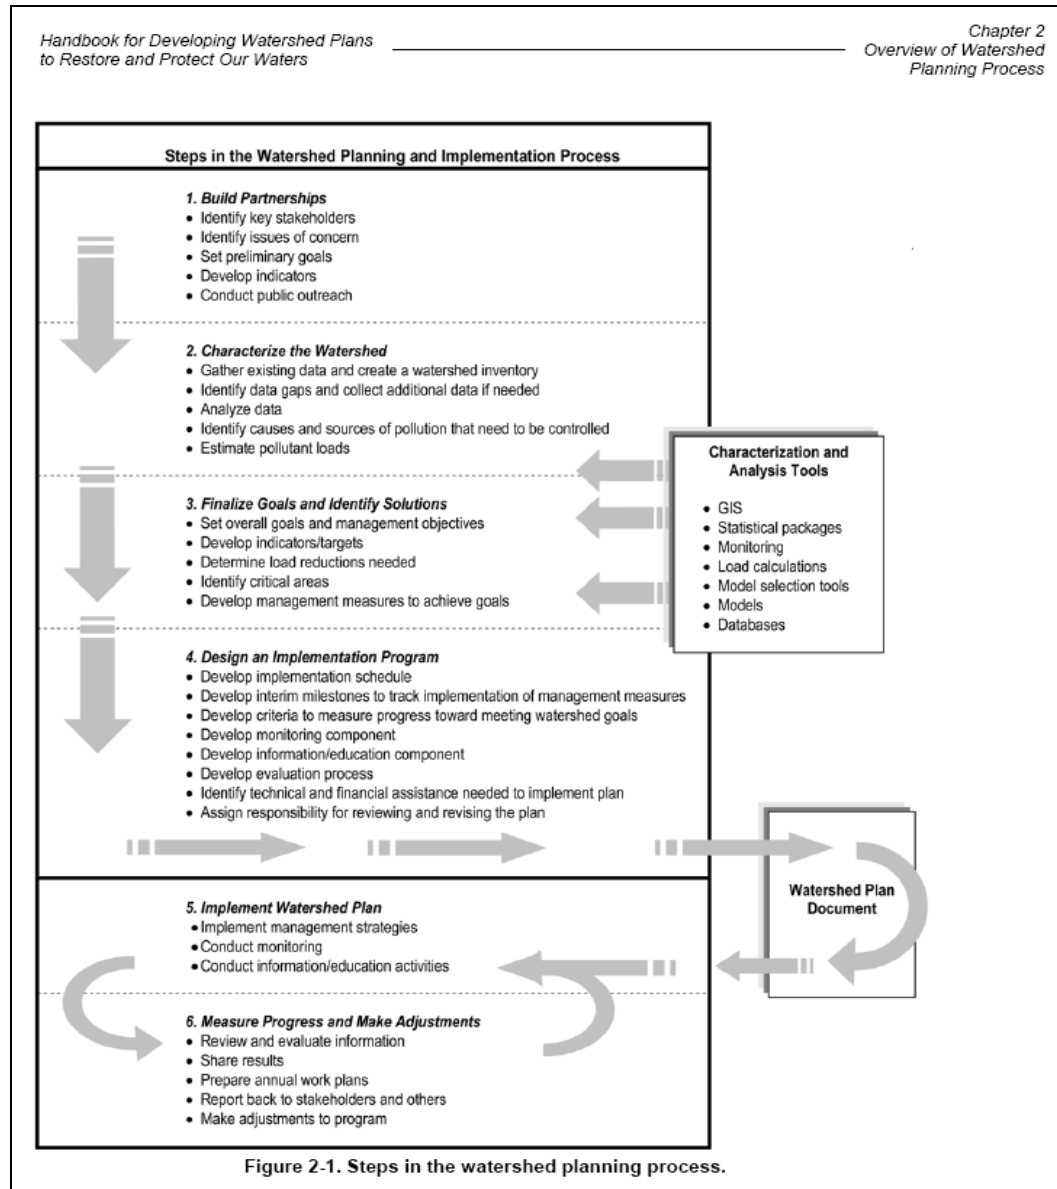 Handbook for Developing Watershed Plans
to Restore and Protect Our Waters
Chapter 2
Overview of Watershed
Planning Process
Steps in the Watershed Planning and Implementation Process
1. Build Partnerships
• Identify key stakeholders
• Identify issues of concern
• Set preliminary goals
• Develop indicators
• Conduct public outreach
2. Characterize the Watershed
• Gather existing data and create a watershed inventory
• Identify data gaps and collect additional data if needed
• Analyze data
• Identify causes and sources of pollution that need to be controlled
• Estimate pollutant loads
Characterization and
Analysis Tools
• GIS
• Statistical packages
• Monitoring
• Load calculations
• Model selection tools
• Models
• Databases
3. Finalize Goals and Identify Solutions
• Set overall goals and management objectives
• Develop indicators/targets
• Determine load reductions needed
• Identify critical areas
• Develop management measures to achieve goals
4. Design an Implementation Program
• Develop implementation schedule
• Develop interim milestones to track implementation of management measures
• Develop criteria to measure progress toward meeting watershed goals
• Develop monitoring component
• Develop information/education component
• Develop evaluation process
• Identify technical and financial assistance needed to implement plan
• Assign responsibility for reviewing and revising the plan
Watershed Plan
Document
5. Implement Watershed Plan
• Implement management strategies
• Conduct monitoring
• Conduct information/education activities
6. Measure Progress and Make Adjustments
• Review and evaluate information
• Share results
• Prepare annual work plans
• Report back to stakeholders and others
• Make adjustments to program
Figure 2-1. Steps in the watershed planning process.